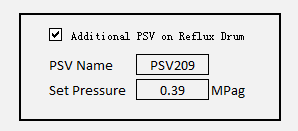 Additional PSV on Reflux Drum
PSV Name PSV209
Set Pressure 0.39 MPag